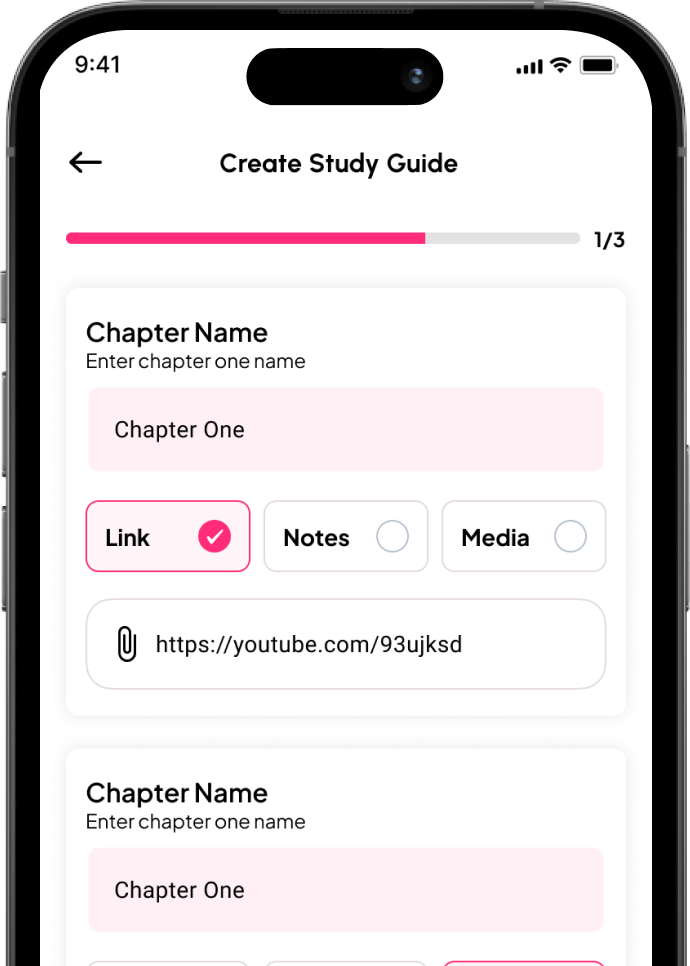 9:41
Create Study Guide
1/3
Chapter Name
Enter chapter one name
Chapter One
Link
Notes
Media
https://youtube.com/93ujksd
Chapter Name
Enter chapter one name
Chapter One